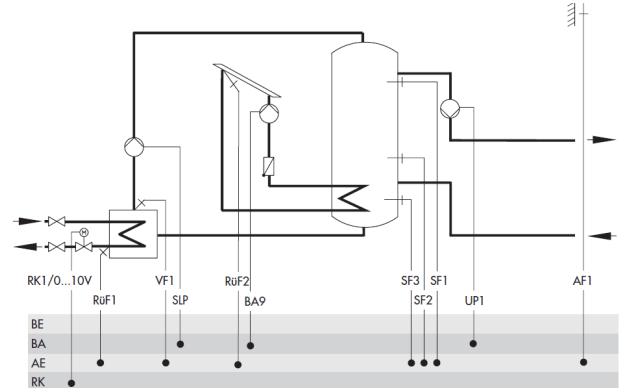 M
RK1/0...10V
VF1
RüF2
SF3
SF1
AF1
RüF1
SLP
BA9
SF2
UP1
BE
BA
AE
RK